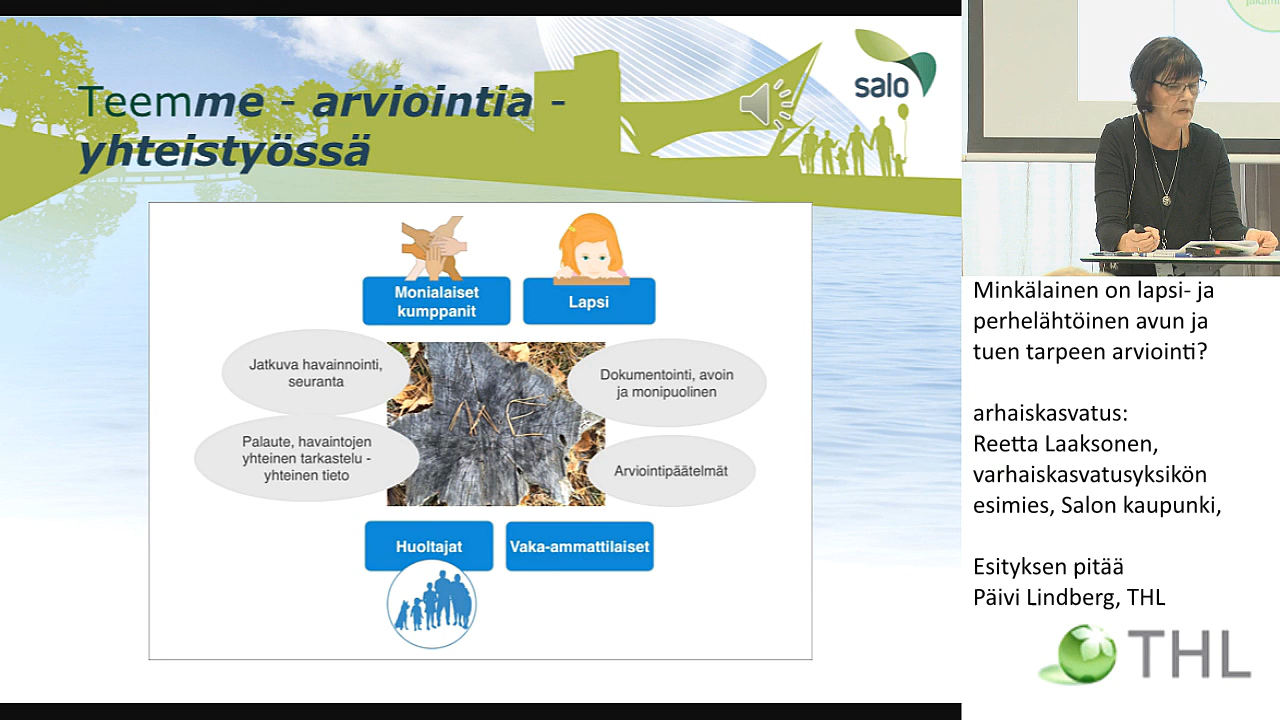 Teemme - arviointia -
yhteistyössä
salo
Monialaiset
kumppanit
Lapsi
Jatkuva havainnointi,
seuranta
Dokumentointi, avoin
ja monipuolinen
ME
Palaute, havaintojen
yhteinen tarkastelu -
yhteinen tieto
Arviointipäätelmät
Huoltajat
Vaka-ammattilaiset
Minkälainen on lapsi- ja
perhelähtöinen avun ja
tuen tarpeen arviointi?
arhaiskasvatus:
Reetta Laaksonen,
varhaiskasvatusyksikön
esimies, Salon kaupunki,
Esityksen pitää
Päivi Lindberg, THL
THL